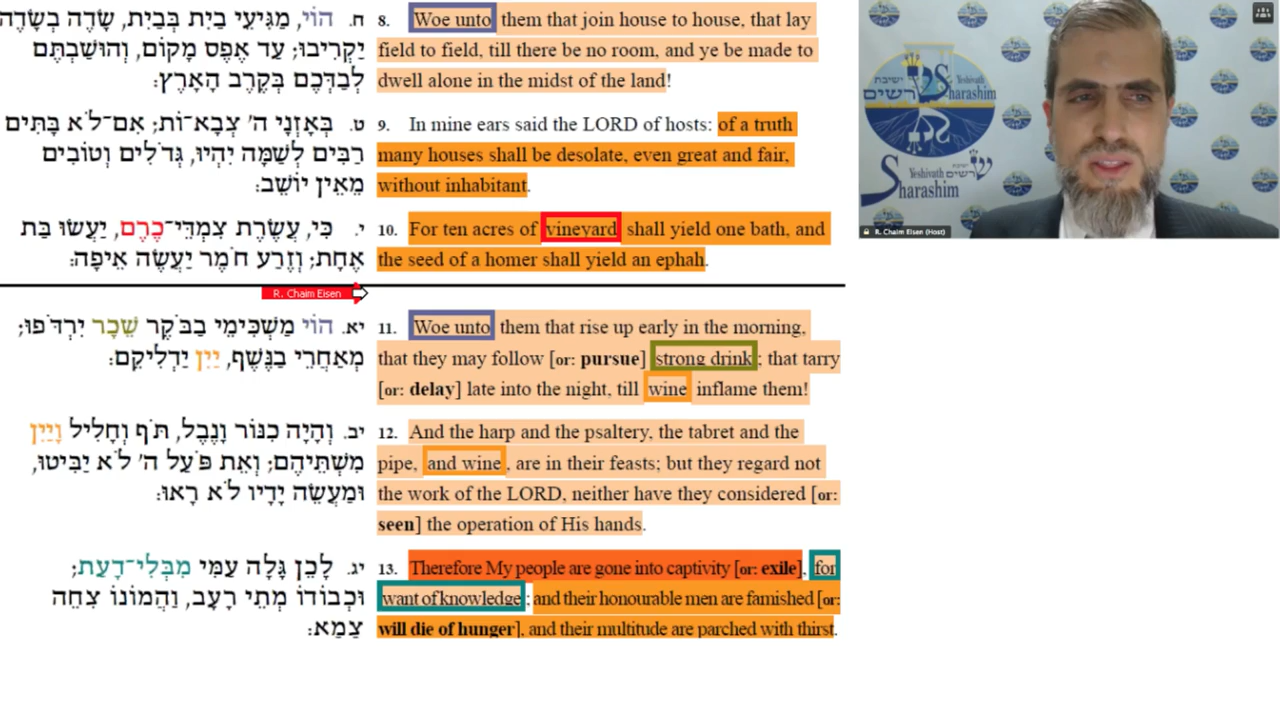 ח. הוֹי, מַגִּיעֵי בַיִת בְּבַיִת, שָׂדֶה בְשָׂדֶה
יַקְרִיבוּ; עַד אֶפֶס מָקוֹם, וְהוּשַׁבְתֶּם
לְבַדְּכֶם בְּקֶרֶב הָאָרֶץ:
8. Woe unto them that join house to house, that lay
field to field, till there be no room, and ye be made to
dwell alone in the midst of the land!
ט. בְּאָזְנָי ה' צְבָא־וֹת; אִם־לֹא בָּתִּים
רַבִּים לְשַׁמָּה יִהְיוּ, גְּדֹלִים וְטוֹבִים
מֵאֵין יוֹשֵׁב:
9. In mine ears said the LORD of hosts: of a truth
many houses shall be desolate, even great and fair,
without inhabitant.
י. כִּי, עֲשֶׂרֶת צִמְדֵּי־כֶרֶם, יַעֲשׂוּ בַּת
אֶחָת; וְזֶרַע חֹמֶר יַעֲשֶׂה אֵיפָה:
10. For ten acres of vineyard shall yield one bath, and
the seed of a homer shall yield an ephah.
R. Chaim Eisen
יא. הוֹי מַשְׁכִּימֵי בַבֹּקֶר שֵׁכָר יִרְדֹּפוּ;
מְאַחֲרֵי בַנֶּשֶׁף, יַיִן יַדְלִיקֵם:
11. Woe unto them that rise up early in the morning,
that they may follow [or: pursue] strong drink; that tarry
[or: delay] late into the night, till wine inflame them!
יב. וְהָיָה כִנּוֹר וָנֶבֶל, תֹּף וְחָלִיל וָיַיִן
מִשְׁתֵּיהֶם; וְאֵת פֹּעַל ה' לֹא יַבִּיטוּ,
וּמַעֲשֵׂה יָדָיו לֹא רָאוּ:
12. And the harp and the psaltery, the tabret and the
pipe, and wine, are in their feasts; but they regard not
the work of the LORD, neither have they considered [or:
seen] the operation of His hands.
יג. לָכֵן גָּלָה עַמִּי מִבְּלִי־דָעַת;
וּכְבוֹדוֹ מְתֵי רָעָב, וַהֲמוֹנוֹ צִחֵה
צָמָא:
13. Therefore My people are gone into captivity [or: exile], for
want of knowledge; and their honourable men are famished [or:
will die of hunger], and their multitude are parched with thirst.
ישיבת שרשים
Yeshivath
Sharashim
ישיבת
שרשים
Yeshivath
Sharashim
R. Chaim Eisen (Host)